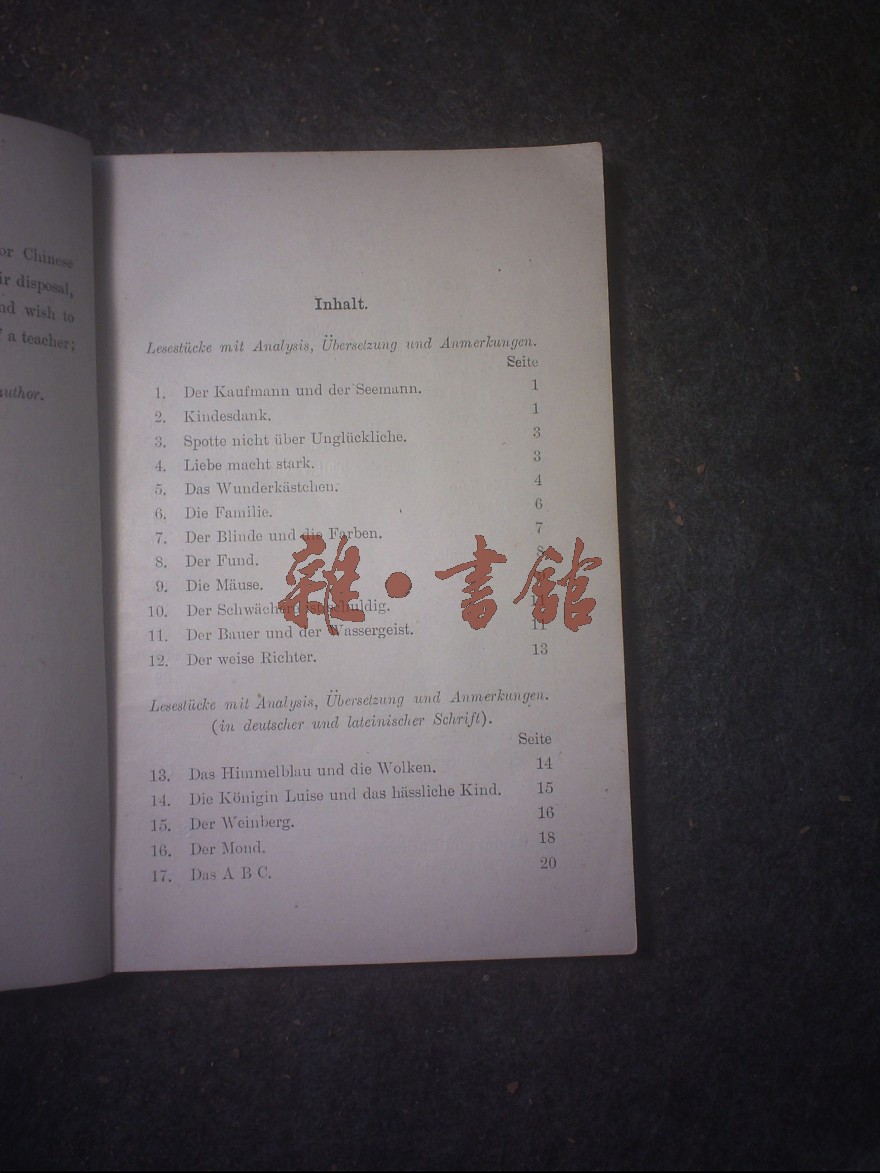 or Chinese
ir disposal,
nd wish to
a teacher;
author.
Inhalt.
Lesestücke mit Analysis, Übersetzung und Anmerkungen.
Seite
1. Der Kaufmann und der Seemann. 1
2. Kindesdank. 1
3. Spotte nicht über Unglückliche. 3
4. Liebe macht stark. 3
5. Das Wunderkästchen. 4
6. Die Familie. 6
7. Der Blinde und die Farben. 7
8. Der Fund. 8
9. Die Mäuse.
10. Der Schwächere ist schuldig.
11. Der Bauer und der Wassergeist. 11
12. Der weise Richter. 13
雜·書館
Lesestücke mit Analysis, Übersetzung und Anmerkungen.
(in deutscher und lateinischer Schrift).
Seite
13. Das Himmelblau und die Wolken. 14
14. Die Königin Luise und das hässliche Kind. 15
15. Der Weinberg. 16
16. Der Mond. 18
17. Das A B C. 20